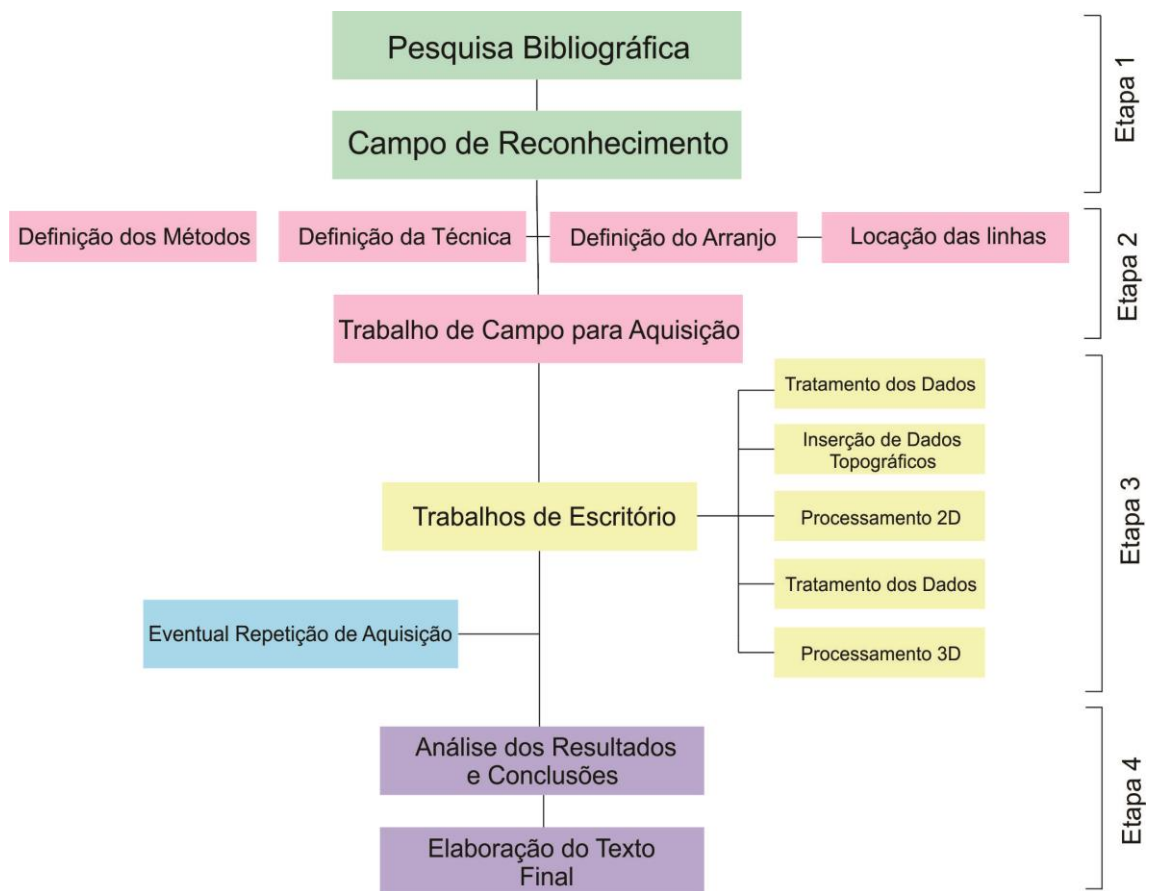 Pesquisa Bibliográfica
Campo de Reconhecimento
Etapa 1
Definição dos Métodos
Definição da Técnica
Definição do Arranjo
Locação das linhas
Trabalho de Campo para Aquisição
Etapa 2
Trabalhos de Escritório
Tratamento dos Dados
Inserção de Dados
Topográficos
Processamento 2D
Tratamento dos Dados
Processamento 3D
Eventual Repetição de Aquisição
Etapa 3
Análise dos Resultados
e Conclusões
Elaboração do Texto
Final
Etapa 4